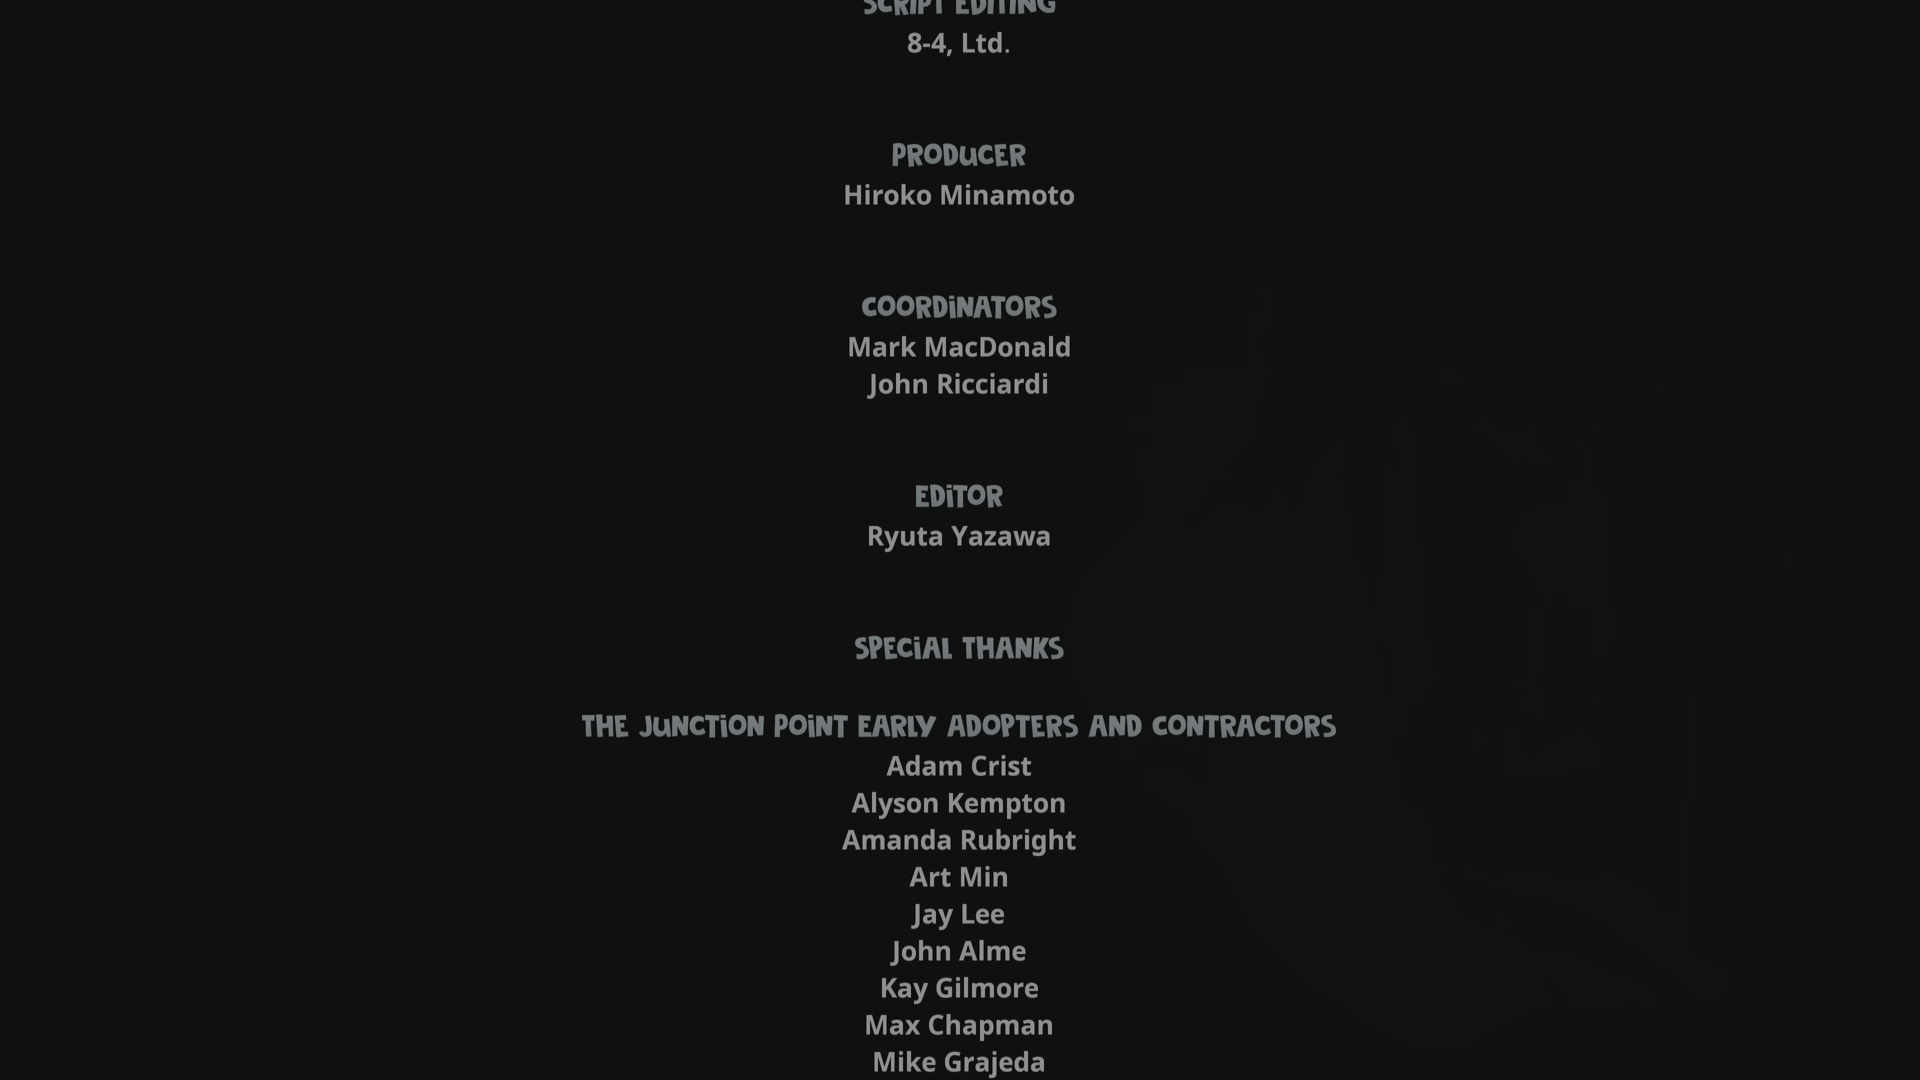 SCRIPT EDITING
8-4, Ltd.
PRODUCER
Hiroko Minamoto
COORDINATORS
Mark MacDonald
John Ricciardi
EDITOR
Ryuta Yazawa
SPECIAL THANKS
THE JUNCTION POINT EARLY ADOPTERS AND CONTRACTORS
Adam Crist
Alyson Kempton
Amanda Rubright
Art Min
Jay Lee
John Alme
Kay Gilmore
Max Chapman
Mike Grajeda